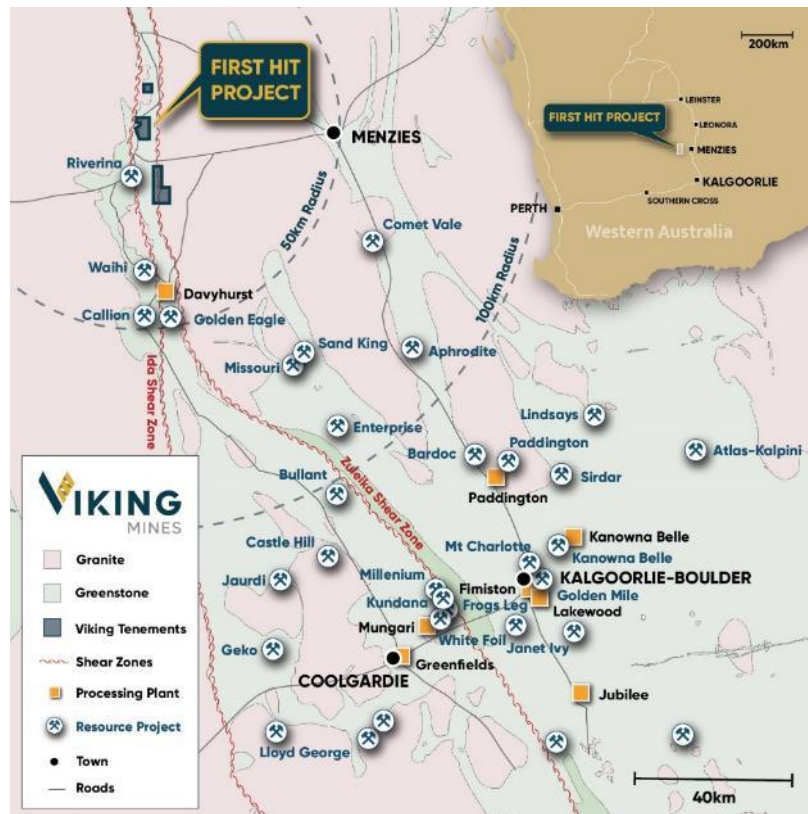 FIRST HIT
PROJECT
MENZIES
Riverina
50km Radius
Comet Vale
100km Radius
Waihi
Davyhurst
Callion
Golden Eagle
Sand King
Missouri
Aphrodite
Ida Shear Zone
Enterprise
Lindsays
Bardoc
Paddington
Atlas-Kalpini
Sirdar
Paddington
Bullant
Zuleika Shear Zone
Castle Hill
Mt Charlotte
Kanowna Belle
Kanowna Belle
Jaurdi
Millenium
Fimiston
KALGOORLIE-BOULDER
Kundana
Frogs Leg
Golden Mile
Lakewood
Mungari
White Foil
Janet Ivy
Geko
Greenfields
COOLGARDIE
Jubilee
Lloyd George
40km
200km
LEINSTER
LEONORA
FIRST HIT PROJECT
MENZIES
KALGOORLIE
PERTH
SOUTHERN CROSS
Western Australia
VIKING
MINES
Granite
Greenstone
Viking Tenements
Shear Zones
Processing Plant
Resource Project
Town
Roads